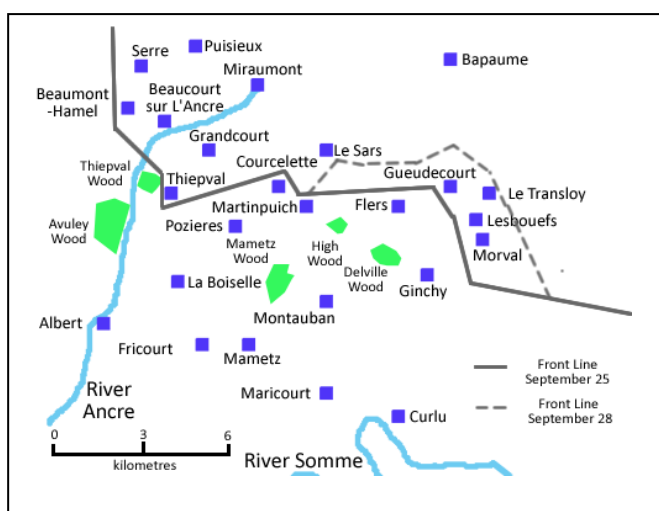 Puisieux
Serre
Bapaume
Miraumont
Beaumont
-Hamel
Beaucourt
sur L'Ancre
Grandcourt
Le Sars
Courcelette
Thiepval
Wood
Thiepval
Gueudecourt
Le Transloy
Martinpuich
Flers
Lesbouefs
Avuley
Wood
Pozieres
Mametz
Wood
High
Wood
Morval
Delville
Wood
La Boiselle
Ginchy
Montauban
Albert
Fricourt
Mametz
Front Line
September 25
River
Ancre
Maricourt
Front Line
September 28
Curlu
0 3 6
kilometres
River Somme